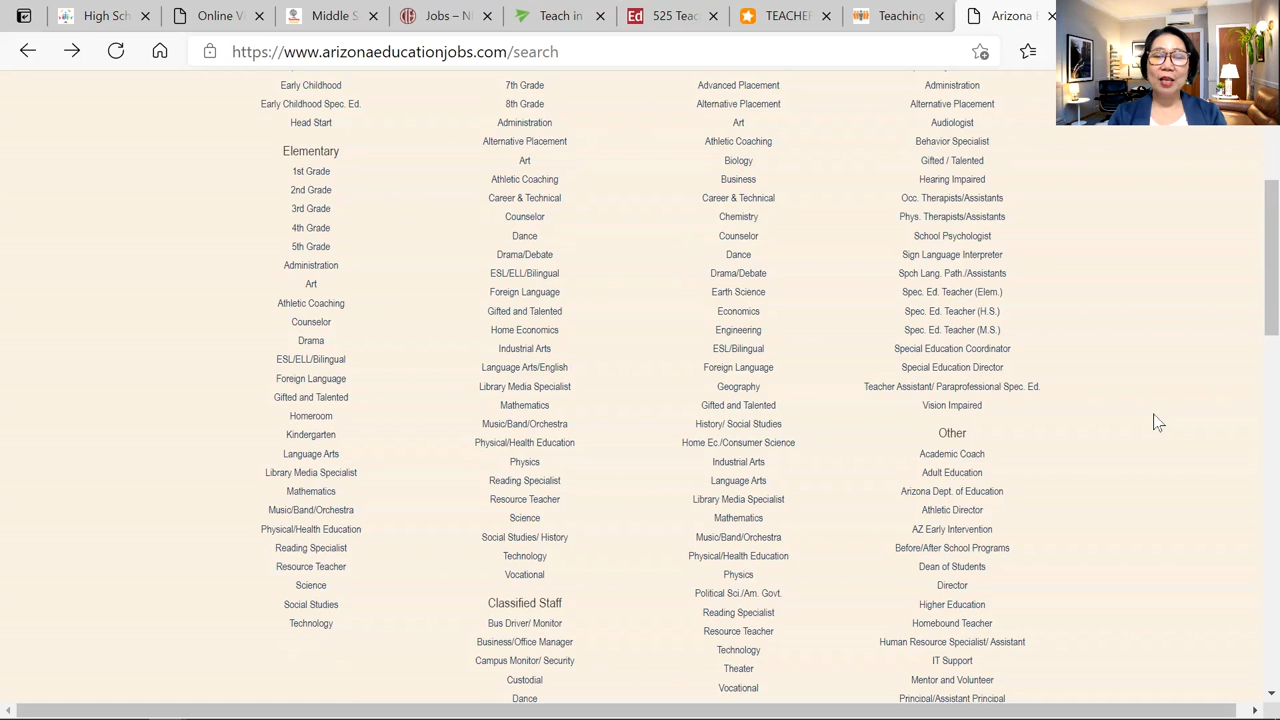 High Sch
Online V
Middle
Jobs – N
Teach in
525 Teac
TEACHER
Teaching
Arizona
https://www.arizonaeducationjobs.com/search
Early Childhood
Early Childhood Spec. Ed.
Head Start
Elementary
1st Grade
2nd Grade
3rd Grade
4th Grade
5th Grade
Administration
Art
Athletic Coaching
Counselor
Drama
ESL/ELL/Bilingual
Foreign Language
Gifted and Talented
Homeroom
Kindergarten
Language Arts
Library Media Specialist
Mathematics
Music/Band/Orchestra
Physical/Health Education
Reading Specialist
Resource Teacher
Science
Social Studies
Technology
7th Grade
8th Grade
Administration
Alternative Placement
Art
Athletic Coaching
Career & Technical
Counselor
Dance
Drama/Debate
ESL/ELL/Bilingual
Foreign Language
Gifted and Talented
Home Economics
Industrial Arts
Language Arts/English
Library Media Specialist
Mathematics
Music/Band/Orchestra
Physical/Health Education
Physics
Reading Specialist
Resource Teacher
Science
Social Studies/ History
Technology
Vocational
Classified Staff
Bus Driver/ Monitor
Business/Office Manager
Campus Monitor/ Security
Custodial
Dance
Advanced Placement
Alternative Placement
Art
Athletic Coaching
Biology
Business
Career & Technical
Chemistry
Counselor
Dance
Drama/Debate
Earth Science
Economics
Engineering
ESL/Bilingual
Foreign Language
Geography
Gifted and Talented
History/ Social Studies
Home Ec./Consumer Science
Industrial Arts
Language Arts
Library Media Specialist
Mathematics
Music/Band/Orchestra
Physical/Health Education
Physics
Political Sci./Am. Govt.
Reading Specialist
Resource Teacher
Technology
Theater
Vocational
Administration
Alternative Placement
Audiologist
Behavior Specialist
Gifted / Talented
Hearing Impaired
Occ. Therapists/Assistants
Phys. Therapists/Assistants
School Psychologist
Sign Language Interpreter
Spch Lang. Path./Assistants
Spec. Ed. Teacher (Elem.)
Spec. Ed. Teacher (H.S.)
Spec. Ed. Teacher (M.S.)
Special Education Coordinator
Special Education Director
Teacher Assistant/ Paraprofessional Spec. Ed.
Vision Impaired
Other
Academic Coach
Adult Education
Arizona Dept. of Education
Athletic Director
AZ Early Intervention
Before/After School Programs
Dean of Students
Director
Higher Education
Homebound Teacher
Human Resource Specialist/ Assistant
IT Support
Mentor and Volunteer
Principal/Assistant Principal